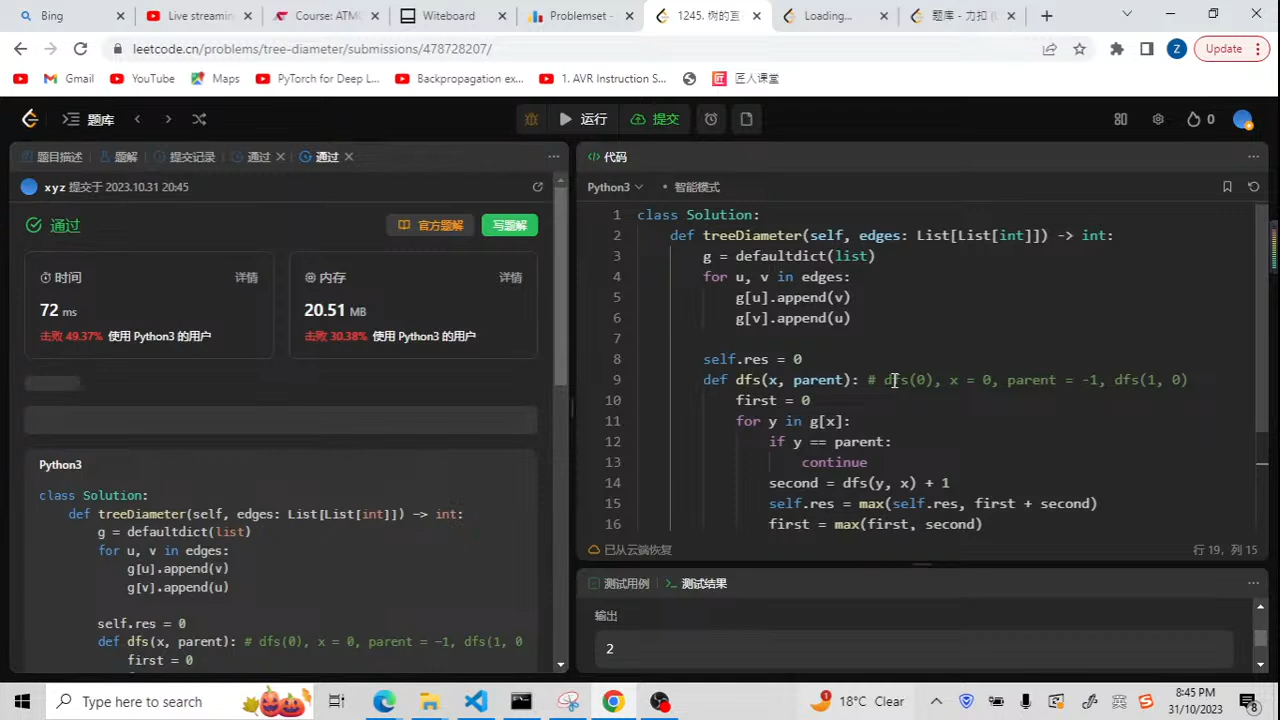 Bing
Live streamin
Course: ATM
Witeboard
Problemset -
1245. 树的直
Loading...
题库 - 力扣 (L
leetcode.cn/problems/tree-diameter/submissions/478728207/
Z
Update
Gmail
YouTube
Maps
PyTorch for Deep L...
Backpropagation ex...
1. AVR Instruction S...
匠 匠人课堂
题库
运行
提交
0
题目描述
题解
提交记录
通过
通过
xyz 提交于 2023.10.31 20:45
通过
官方题解
写题解
时间
详情
72 ms
击败 49.37% 使用 Python3 的用户
内存
详情
20.51 MB
击败 30.38% 使用 Python3 的用户
Python3
class Solution:
def treeDiameter(self, edges: List[List[int]]) -> int:
g = defaultdict(list)
for u, v in edges:
g[u].append(v)
g[v].append(u)
self.res = 0
def dfs(x, parent): # dfs(0), x = 0, parent = -1, dfs(1, 0
first = 0
</> 代码
Python3
• 智能模式
1 class Solution:
2 def treeDiameter(self, edges: List[List[int]]) -> int:
3 g = defaultdict(list)
4 for u, v in edges:
5 g[u].append(v)
6 g[v].append(u)
7
8 self.res = 0
9 def dfs(x, parent): # dfs(0), x = 0, parent = -1, dfs(1, 0)
10 first = 0
11 for y in g[x]:
12 if y == parent:
13 continue
14 second = dfs(y, x) + 1
15 self.res = max(self.res, first + second)
16 first = max(first, second)
已从云端恢复
行 19, 列 15
测试用例
测试结果
输出
2
Type here to search
1
18°C Clear
8:45 PM
31/10/2023
8